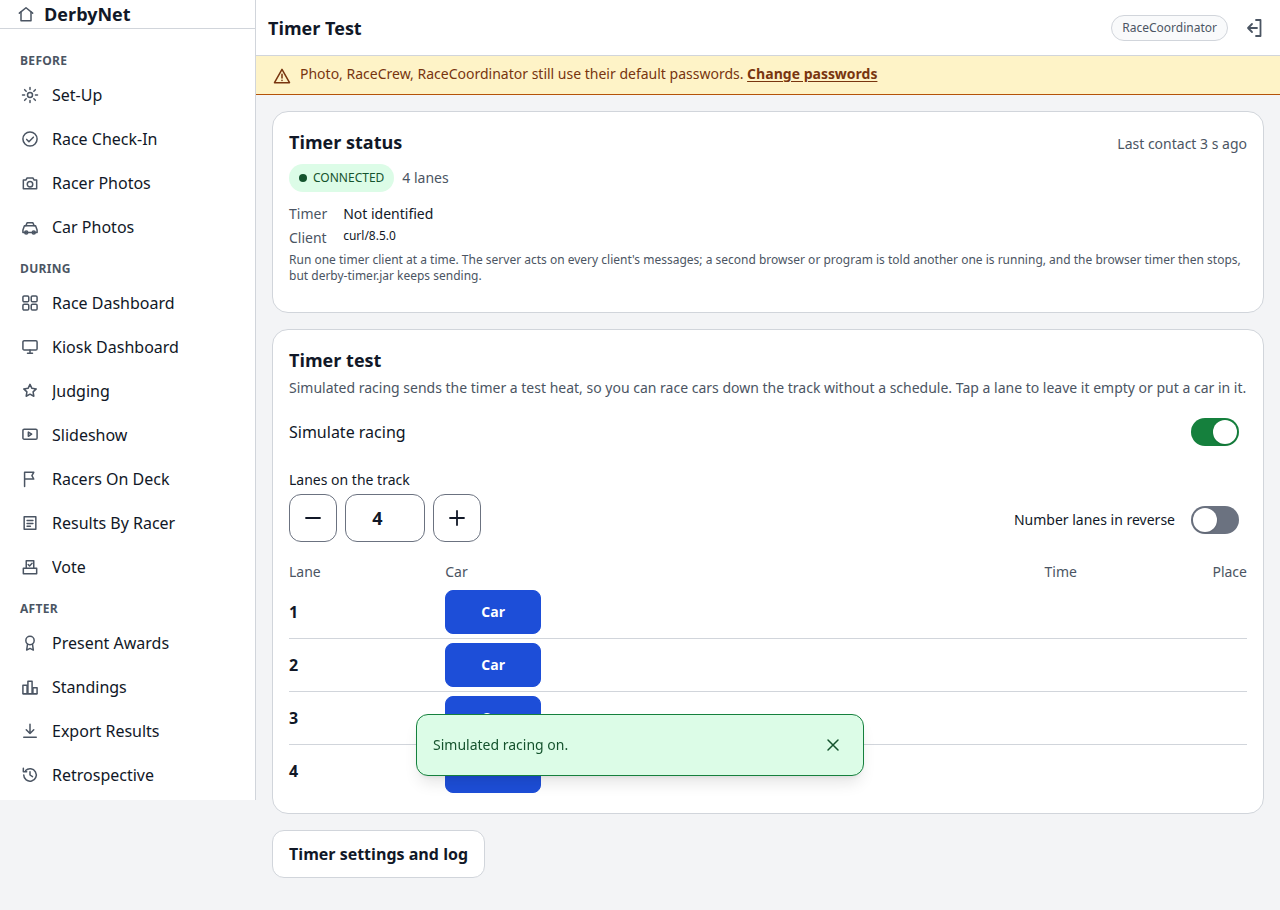 DerbyNet
BEFORE
Set-Up
Race Check-In
Racer Photos
Car Photos
DURING
Race Dashboard
Kiosk Dashboard
Judging
Slideshow
Racers On Deck
Results By Racer
Vote
AFTER
Present Awards
Standings
Export Results
Retrospective
Timer Test
RaceCoordinator
Photo, RaceCrew, RaceCoordinator still use their default passwords. Change passwords
Timer status
Last contact 3 s ago
CONNECTED 4 lanes
Timer Not identified
Client curl/8.5.0
Run one timer client at a time. The server acts on every client's messages; a second browser or program is told another one is running, and the browser timer then stops,
but derby-timer.jar keeps sending.
Timer test
Simulated racing sends the timer a test heat, so you can race cars down the track without a schedule. Tap a lane to leave it empty or put a car in it.
Simulate racing
Lanes on the track
4
Number lanes in reverse
Lane Car Time Place
1 Car
2 Car
3
Simulated racing on.
4
Timer settings and log